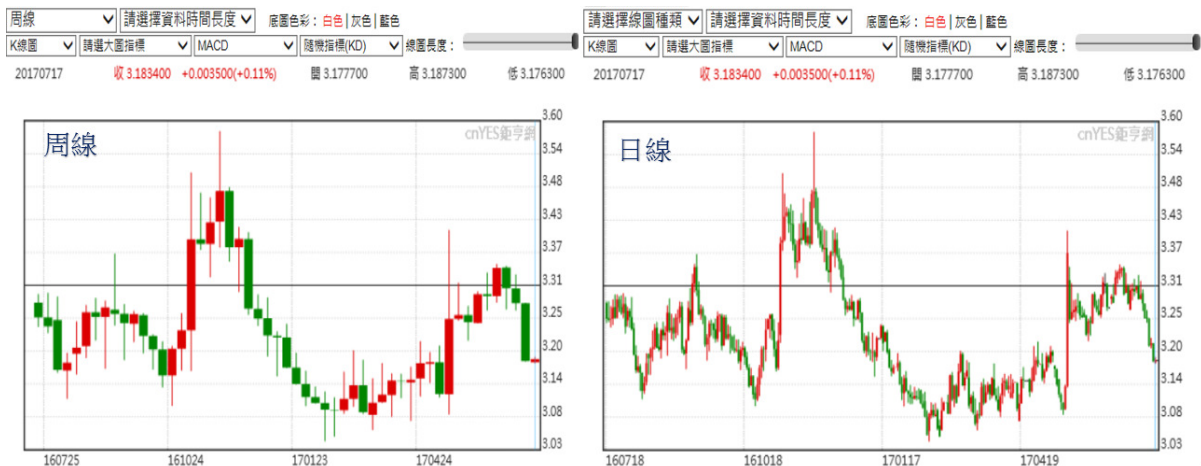 周線 請選擇資料時間長度 底圖色彩：白色|灰色|藍色
K線圖 請選大圖指標 MACD 隨機指標(KD) 線圖長度：
20170717 收 3.183400 +0.003500(+0.11%) 開 3.177700 高 3.187300 低 3.176300
周線
cnYES鉅亨網
3.60
3.54
3.48
3.43
3.37
3.31
3.25
3.20
3.14
3.08
3.03
160725 161024 170123 170424
請選擇線圖種類 請選擇資料時間長度 底圖色彩：白色|灰色|藍色
K線圖 請選大圖指標 MACD 隨機指標(KD) 線圖長度：
20170717 收 3.183400 +0.003500(+0.11%) 開 3.177700 高 3.187300 低 3.176300
日線
cnYES鉅亨網
3.60
3.54
3.48
3.43
3.37
3.31
3.25
3.20
3.14
3.08
3.03
160718 161018 170117 170419